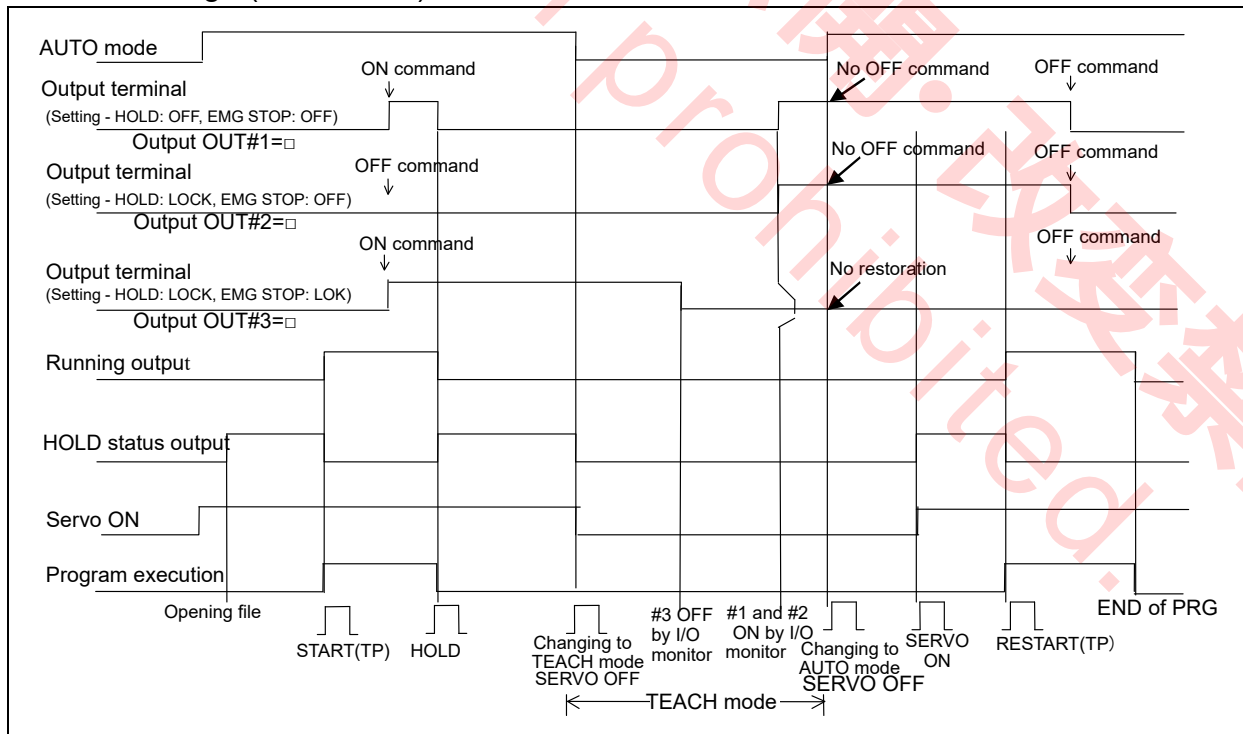 AUTO mode
ON command
No OFF command
OFF command
Output terminal
(Setting - HOLD: OFF, EMG STOP: OFF)
Output OUT#1=□
OFF command
No OFF command
OFF command
Output terminal
(Setting - HOLD: LOCK, EMG STOP: OFF)
Output OUT#2=□
ON command
OFF command
Output terminal
No restoration
(Setting - HOLD: LOCK, EMG STOP: LOK)
Output OUT#3=□
Running output
HOLD status output
Servo ON
Program execution
Opening file
START(TP)
HOLD
Changing to
TEACH mode
SERVO OFF
#3 OFF
by I/O
monitor
#1 and #2
ON by I/O
monitor
Changing to
AUTO mode
SERVO OFF
SERVO
ON
RESTART(TP)
END of PRG
TEACH mode
・改変禁
prohibited.